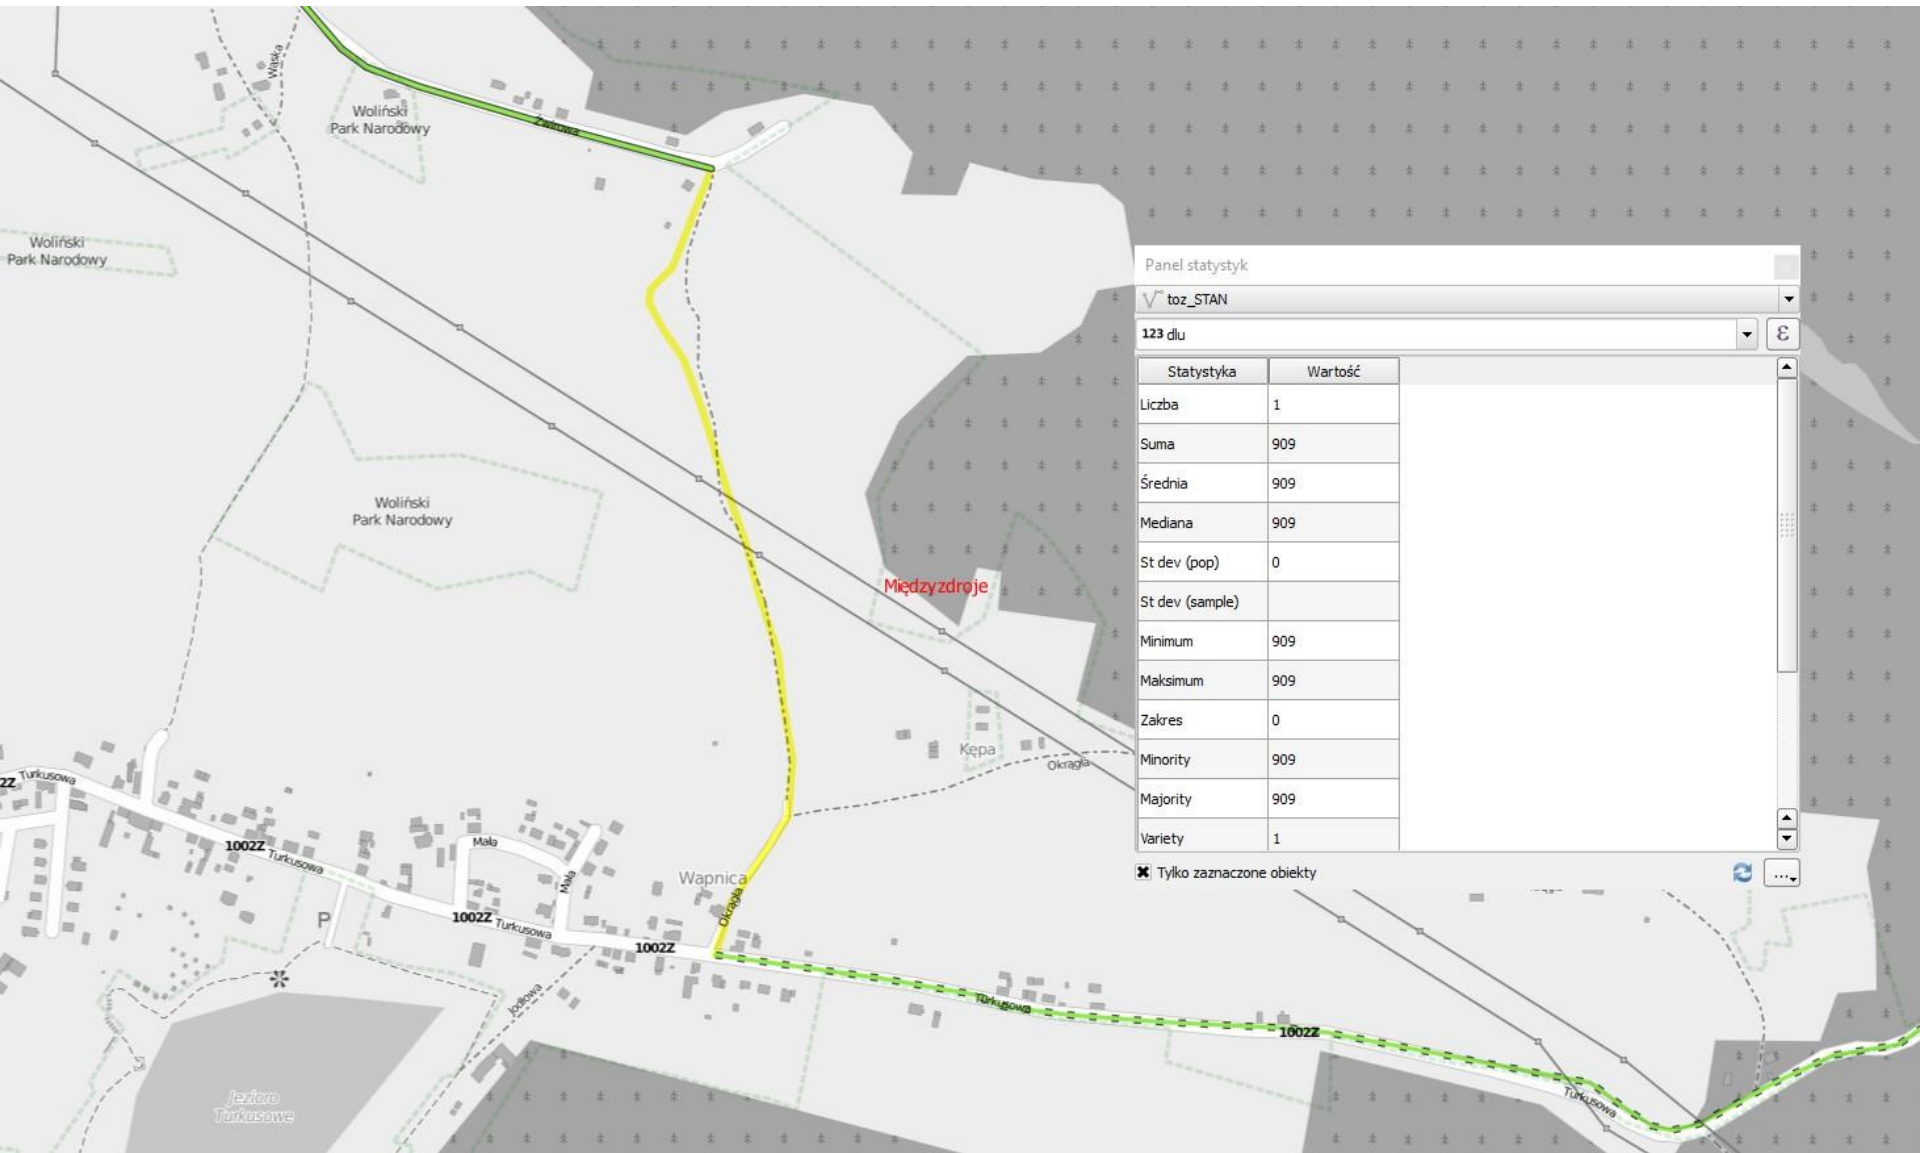 Wąska
Woliński
Park Narodowy
Żwirowa
Woliński
Park Narodowy
Woliński
Park Narodowy
Międzyzdroje
Kępa
Okrągła
Turkusowa
1002Z
Turkusowa
Mała
Mała
Wapnica
Okrągła
P
1002Z
Turkusowa
1002Z
Jodłowa
Turkusowa
1002Z
Turkusowa
Jezioro
Turkusowe
Panel statystyk
toz_STAN
123 dlu
ε
Statystyka Wartość
Liczba 1
Suma 909
Średnia 909
Mediana 909
St dev (pop) 0
St dev (sample)
Minimum 909
Maksimum 909
Zakres 0
Minority 909
Majority 909
Variety 1
Tylko zaznaczone obiekty
...